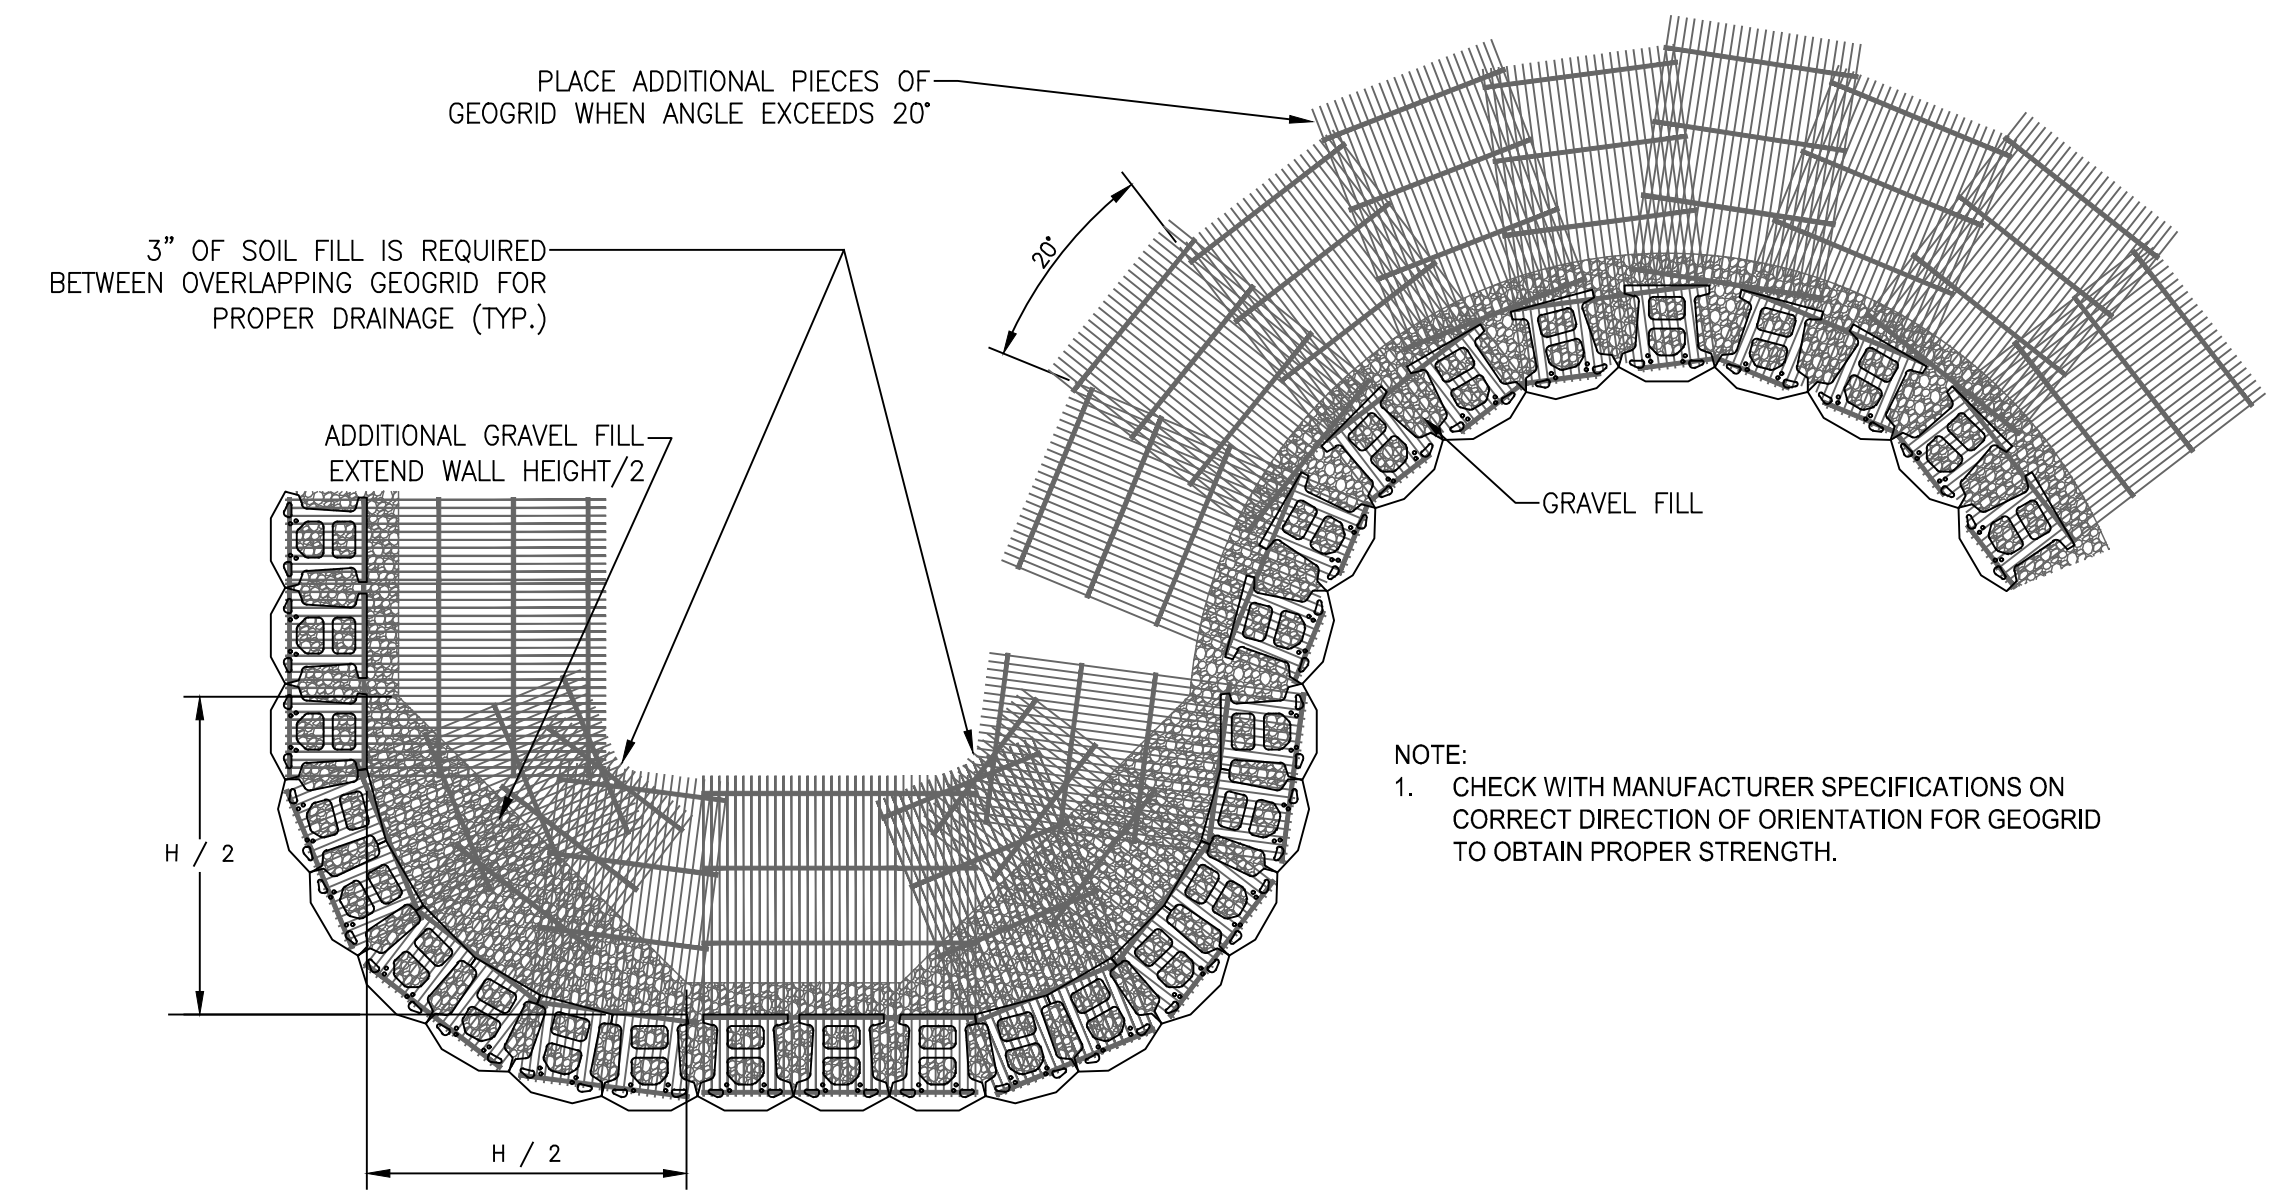 PLACE ADDITIONAL PIECES OF
GEOGRID WHEN ANGLE EXCEEDS 20°
3” OF SOIL FILL IS REQUIRED
BETWEEN OVERLAPPING GEOGRID FOR
PROPER DRAINAGE (TYP.)
20°
ADDITIONAL GRAVEL FILL
EXTEND WALL HEIGHT/2
GRAVEL FILL
NOTE:
1. CHECK WITH MANUFACTURER SPECIFICATIONS ON
CORRECT DIRECTION OF ORIENTATION FOR GEOGRID
TO OBTAIN PROPER STRENGTH.
H / 2
H / 2